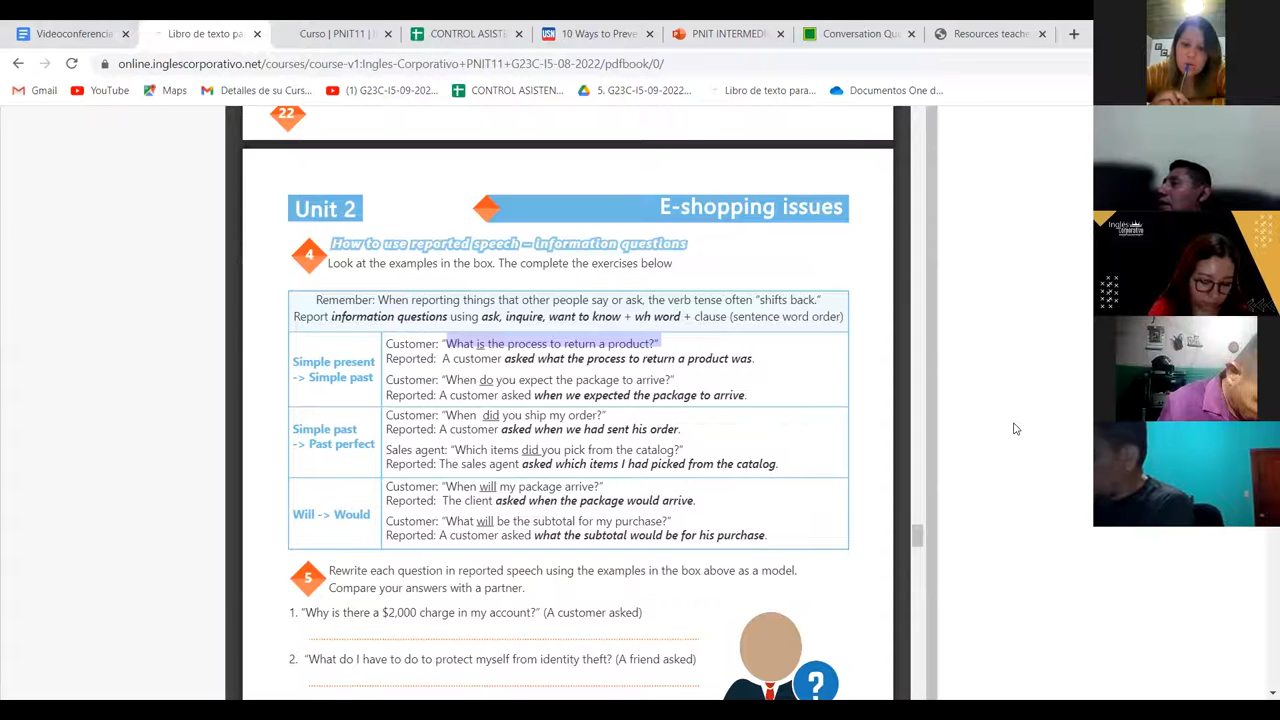 Videoconferencia
Libro de texto pa
Curso | PNIT11 | I
CONTROL ASIST
USN 10 Ways to Preve
PNIT INTERMED
Conversation Qu
Resources teache
online.inglescorporativo.net/courses/course-v1:Ingles-Corporativo+PNIT11+G23C-I5-08-2022/pdfbook/0/
Gmail
YouTube
Maps
Detalles de su Curs...
(1) G23C-I5-09-202...
CONTROL ASISTEN...
5. G23C-I5-09-2022...
Libro de texto para...
Documentos One d...
22
Unit 2
E-shopping issues
4
How to use reported speech – information questions
Look at the examples in the box. The complete the exercises below
Remember: When reporting things that other people say or ask, the verb tense often "shifts back."
Report information questions using ask, inquire, want to know + wh word + clause (sentence word order)
Simple present
-> Simple past
Customer: "What is the process to return a product?"
Reported: A customer asked what the process to return a product was.
Customer: "When do you expect the package to arrive?"
Reported: A customer asked when we expected the package to arrive.
Simple past
-> Past perfect
Customer: "When did you ship my order?"
Reported: A customer asked when we had sent his order.
Sales agent: "Which items did you pick from the catalog?"
Reported: The sales agent asked which items I had picked from the catalog.
Will -> Would
Customer: "When will my package arrive?"
Reported: The client asked when the package would arrive.
Customer: "What will be the subtotal for my purchase?"
Reported: A customer asked what the subtotal would be for his purchase.
5
Rewrite each question in reported speech using the examples in the box above as a model.
Compare your answers with a partner.
1. "Why is there a $2,000 charge in my account?" (A customer asked)
2. "What do I have to do to protect myself from identity theft? (A friend asked)
?
Inglés
Corporativo